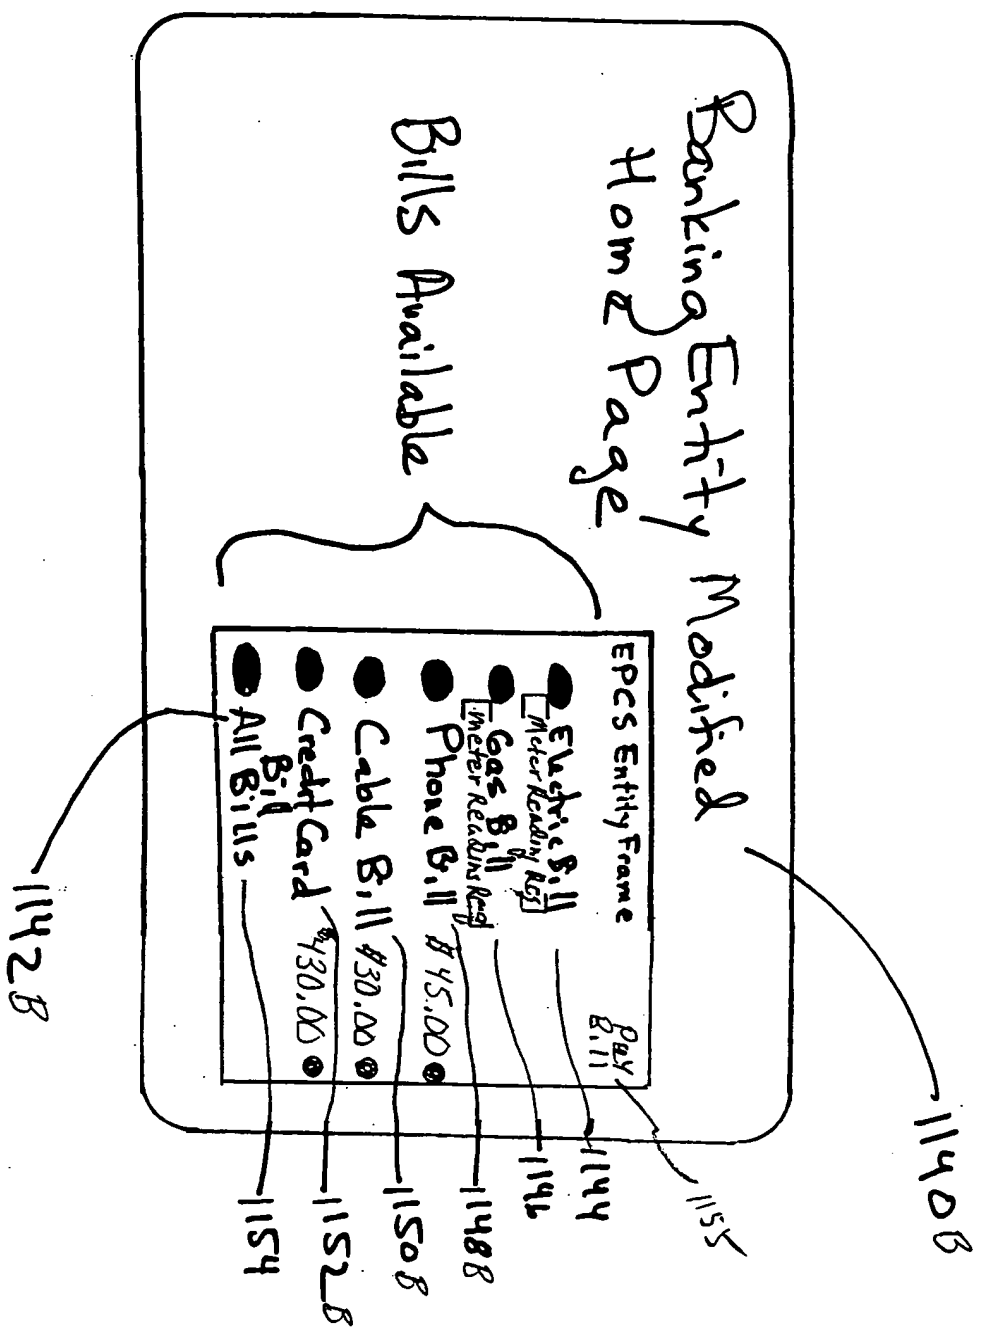 Banking Entity Modified
Home Page
1140B
EPCS Entity Frame
Pay
Bill
1155
Electric Bill
Meter Reading Req
1144
Gas Bill
meter Reading Req
1146
Bills Available
Phone Bill $45.00
1148B
Cable Bill $30.00
1150B
Credit Card $430.00
Bill
1152B
All Bills
1154
1142B